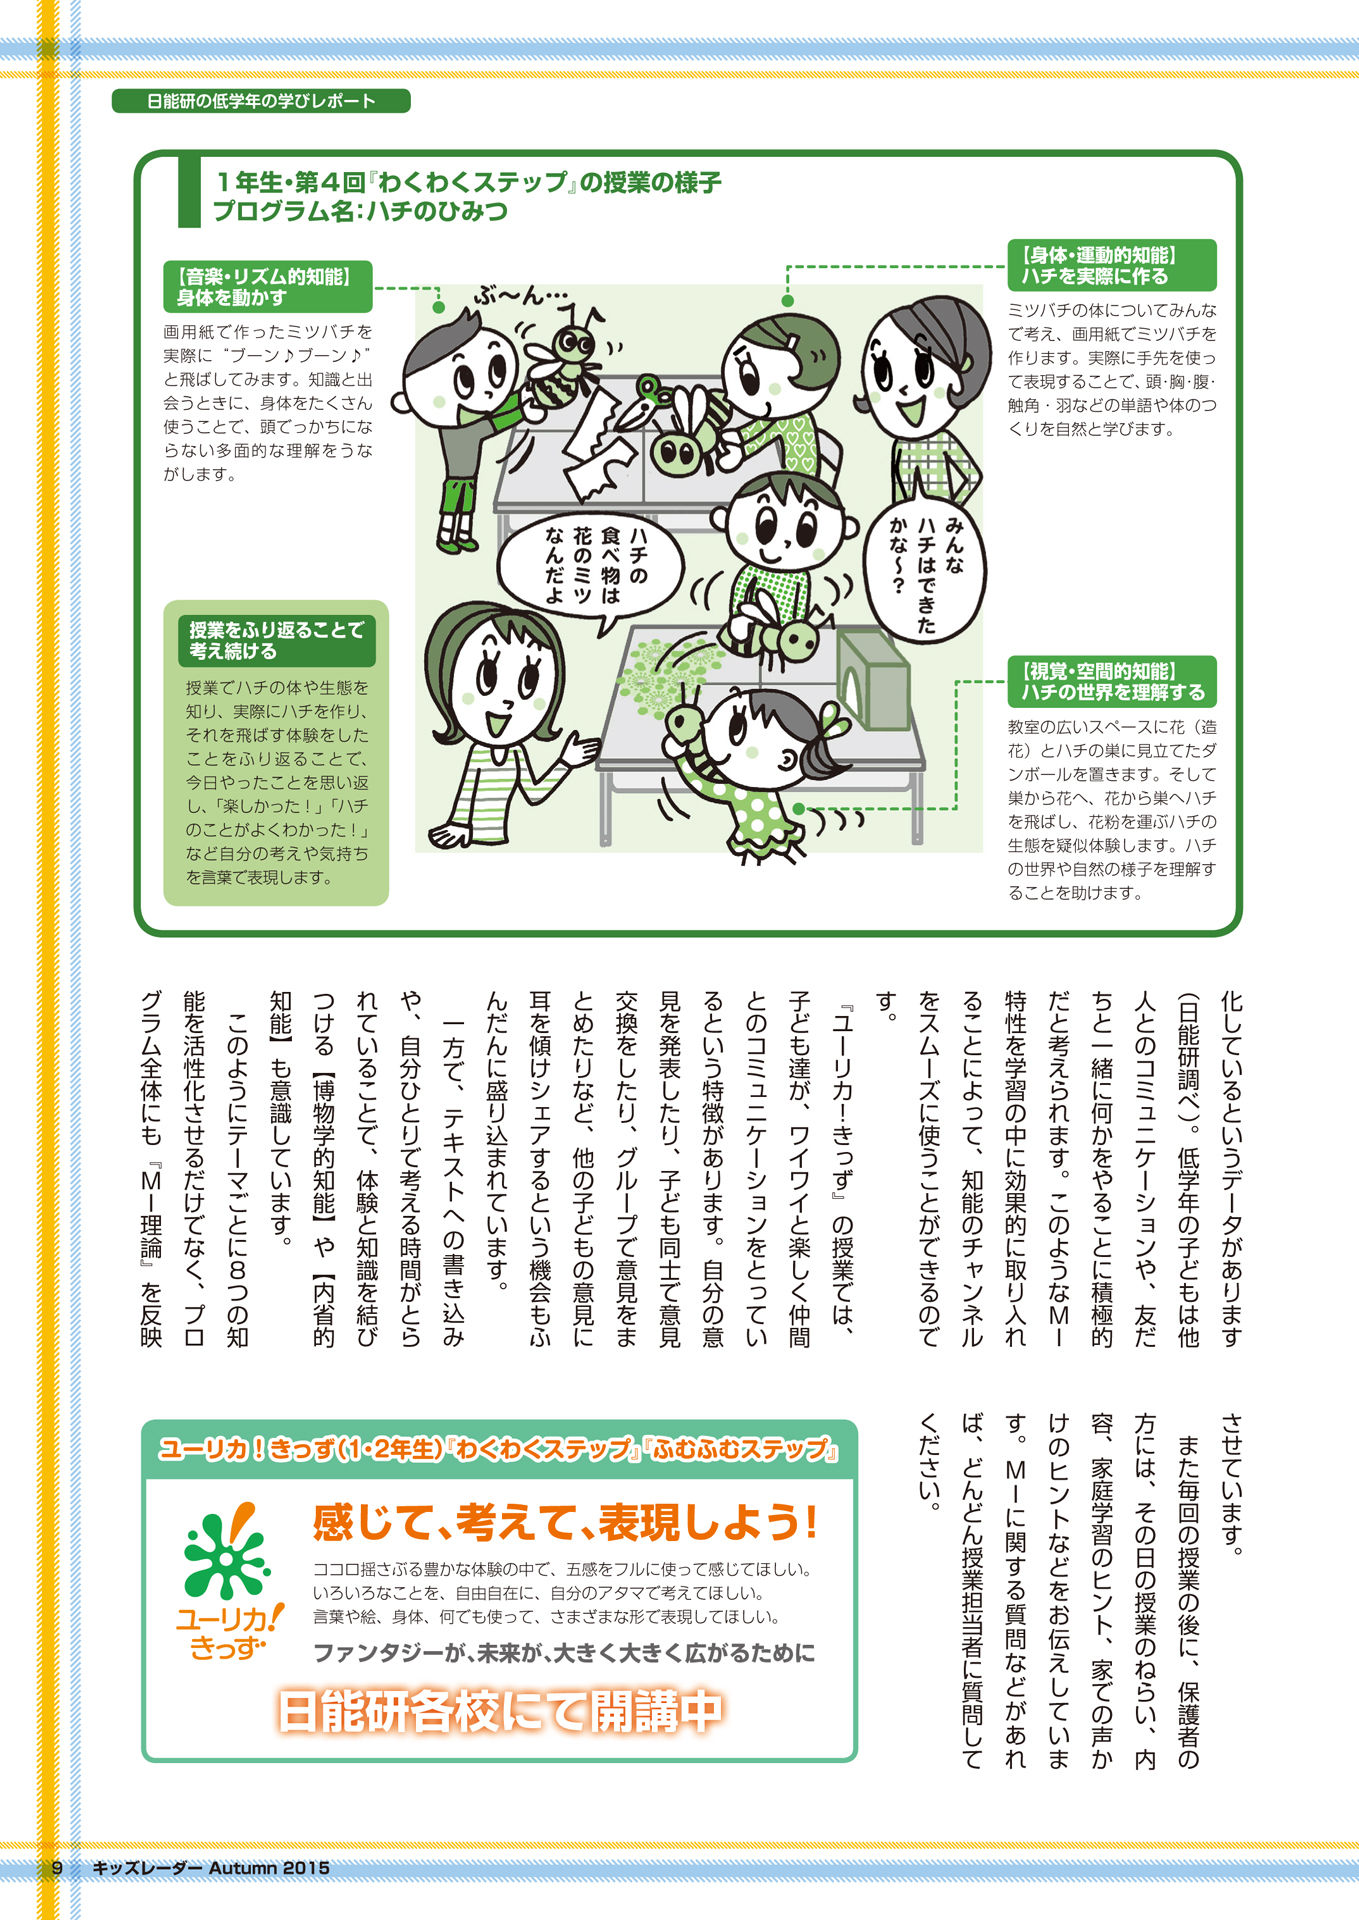 日能研の低学年の学びレポート
1年生・第4回『わくわくステップ』の授業の様子
プログラム名：ハチのひみつ
【音楽・リズム的知能】
身体を動かす
画用紙で作ったミツバチを
実際に“ブーン♪ブーン♪”
と飛ばしてみます。知識と出
会うときに、身体をたくさん
使うことで、頭でっかちにな
らない多面的な理解をうな
がします。
【身体・運動的知能】
ハチを実際に作る
ミツバチの体についてみんな
で考え、画用紙でミツバチを
作ります。実際に手先を使っ
て表現することで、頭・胸・腹・
触角・羽などの単語や体のつ
くりを自然と学びます。
ぶ〜ん…
みんな
ハチはできた
かな〜？
ハチの
食べ物は
花のミツ
なんだよ
授業をふり返ることで
考え続ける
授業でハチの体や生態を
知り、実際にハチを作り、
それを飛ばす体験をした
ことをふり返ることで、
今日やったことを思い返
し、「楽しかった！」「ハチ
のことがよくわかった！」
など自分の考えや気持ち
を言葉で表現します。
【視覚・空間的知能】
ハチの世界を理解する
教室の広いスペースに花（造
花）とハチの巣に見立てたダ
ンボールを置きます。そして
巣から花へ、花から巣へハチ
を飛ばし、花粉を運ぶハチの
生態を疑似体験します。ハチ
の世界や自然の様子を理解す
ることを助けます。
化しているというデータがあります
（日能研調べ）。低学年の子どもは他
人とのコミュニケーションや、友だ
ちと一緒に何かをやることに積極的
だと考えられます。このようなMI
特性を学習の中に効果的に取り入れ
ることによって、知能のチャンネル
をスムーズに使うことができるので
す。
『ユーリカ！きっず』の授業では、
子ども達が、ワイワイと楽しく仲間
とのコミュニケーションをとってい
るという特徴があります。自分の意
見を発表したり、子ども同士で意見
交換をしたり、グループで意見をま
とめたりなど、他の子どもの意見に
耳を傾けシェアするという機会もふ
んだんに盛り込まれています。
一方で、テキストへの書き込み
や、自分ひとりで考える時間がとら
れていることで、体験と知識を結び
つける【博物学的知能】や【内省的
知能】も意識しています。
このようにテーマごとに8つの知
能を活性化させるだけでなく、プロ
グラム全体にも『MI理論』を反映
させています。
また毎回の授業の後に、保護者の
方には、その日の授業のねらい、内
容、家庭学習のヒント、家での声か
けのヒントなどをお伝えしていま
す。MIに関する質問などがあれ
ば、どんどん授業担当者に質問して
ください。
ユーリカ！きっず（1・2年生）『わくわくステップ』『ふむふむステップ』
ユーリカ！
きっず
感じて、考えて、表現しよう！
ココロ揺さぶる豊かな体験の中で、五感をフルに使って感じてほしい。
いろいろなことを、自由自在に、自分のアタマで考えてほしい。
言葉や絵、身体、何でも使って、さまざまな形で表現してほしい。
ファンタジーが、未来が、大きく大きく広がるために
日能研各校にて開講中
9 キッズレーダー Autumn 2015